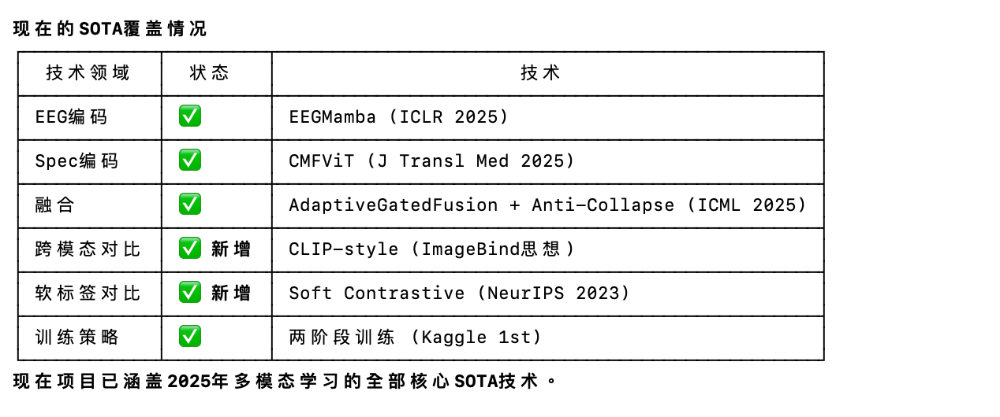 现在的SOTA覆盖情况
技术领域 状态 技术
EEG编码 ✅ EEGMamba (ICLR 2025)
Spec编码 ✅ CMFViT (J Transl Med 2025)
融合 ✅ AdaptiveGatedFusion + Anti-Collapse (ICML 2025)
跨模态对比 ✅ 新增 CLIP-style (ImageBind思想)
软标签对比 ✅ 新增 Soft Contrastive (NeurIPS 2023)
训练策略 ✅ 两阶段训练 (Kaggle 1st)
现在项目已涵盖2025年多模态学习的全部核心SOTA技术。